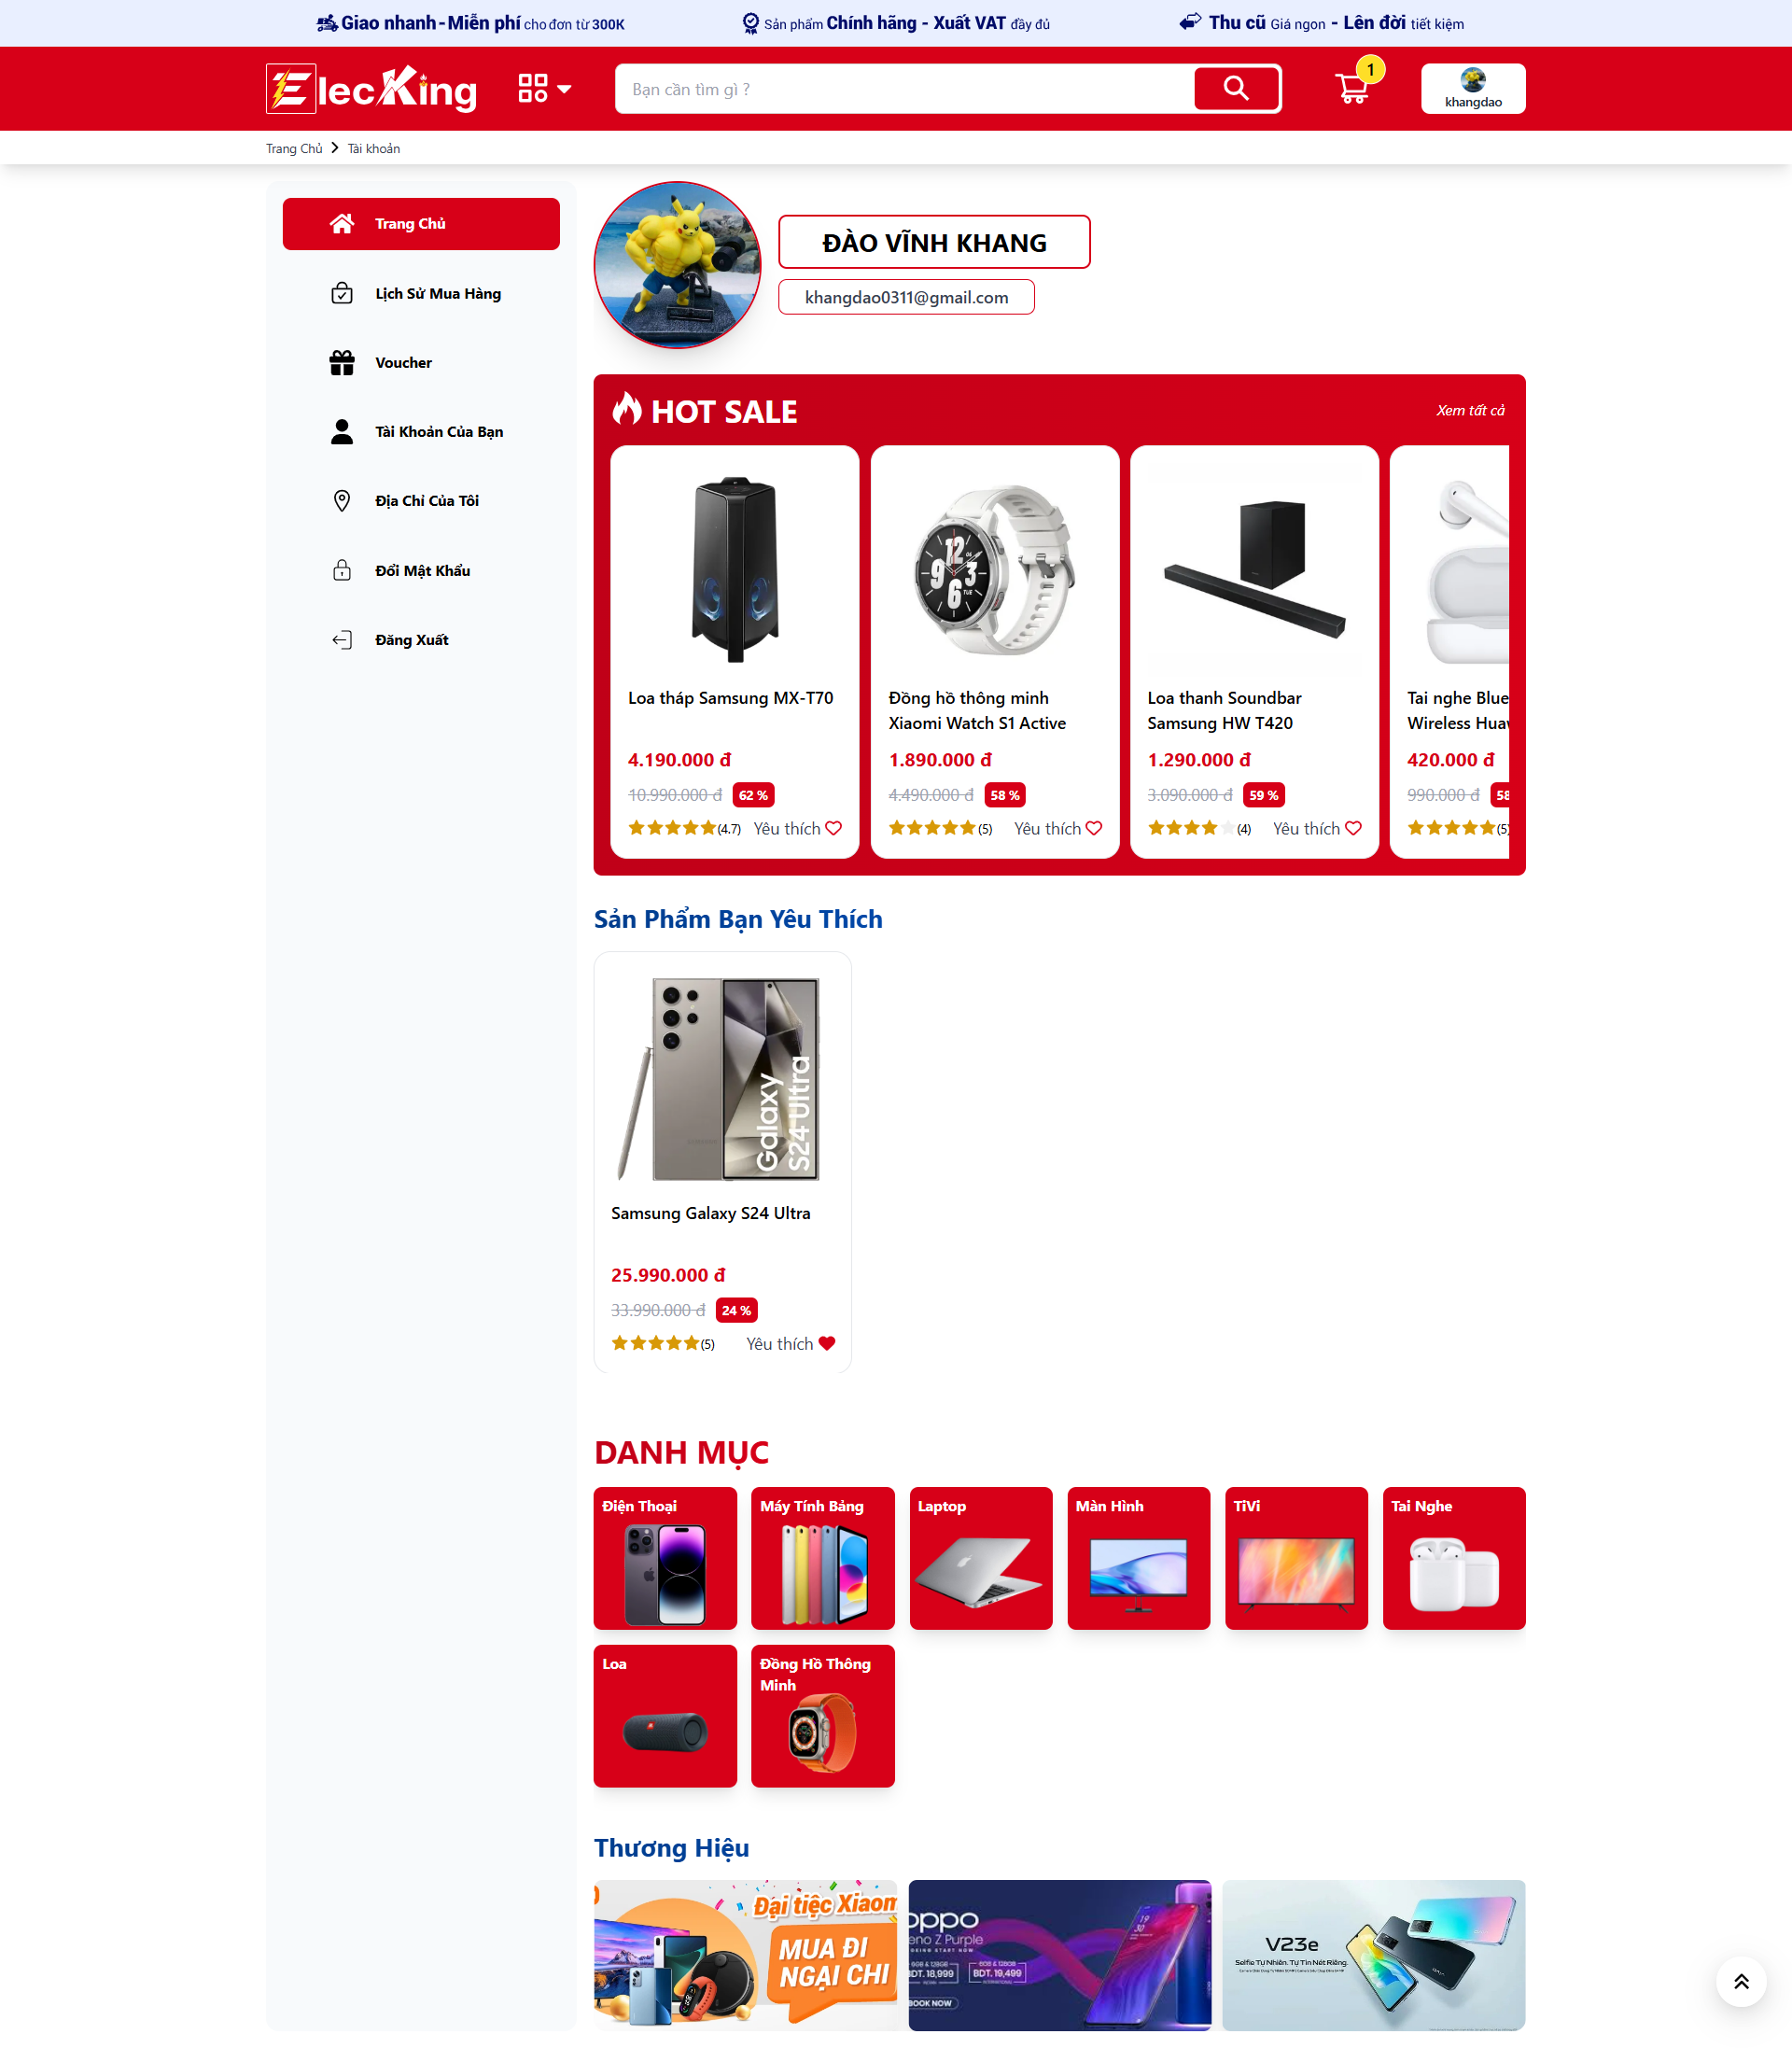 Giao nhanh - Miễn phí cho đơn từ 300K
Sản phẩm Chính hãng - Xuất VAT đầy đủ
Thu cũ Giá ngon - Lên đời tiết kiệm
ElecKing
Bạn cần tìm gì ?
1
khangdao
Trang Chủ
Tài khoản
Trang Chủ
Lịch Sử Mua Hàng
Voucher
Tài Khoản Của Bạn
Địa Chỉ Của Tôi
Đổi Mật Khẩu
Đăng Xuất
ĐÀO VĨNH KHANG
khangdao0311@gmail.com
HOT SALE
Xem tất cả
Loa tháp Samsung MX-T70
4.190.000 đ
10.990.000 đ 62 %
(4.7) Yêu thích
Đồng hồ thông minh
Xiaomi Watch S1 Active
1.890.000 đ
4.490.000 đ 58 %
(5) Yêu thích
Loa thanh Soundbar
Samsung HW T420
1.290.000 đ
3.090.000 đ 59 %
(4) Yêu thích
Tai nghe Blue
Wireless Hua
420.000 đ
990.000 đ 58
(5)
Sản Phẩm Bạn Yêu Thích
Galaxy
S24 Ultra
Samsung Galaxy S24 Ultra
25.990.000 đ
33.990.000 đ 24 %
(5) Yêu thích
DANH MỤC
Điện Thoại
Máy Tính Bảng
Laptop
Màn Hình
TiVi
Tai Nghe
Loa
Đồng Hồ Thông
Minh
Thương Hiệu
Đại tiệc Xiaom
MUA ĐI
NGẠI CHI
oppo
eno Z Purple
BDT. 18,999
BDT. 19,499
BOOK NOW
19
30
V23e
Selfie Tự Nhiên. Tự Tin Nét Riêng.